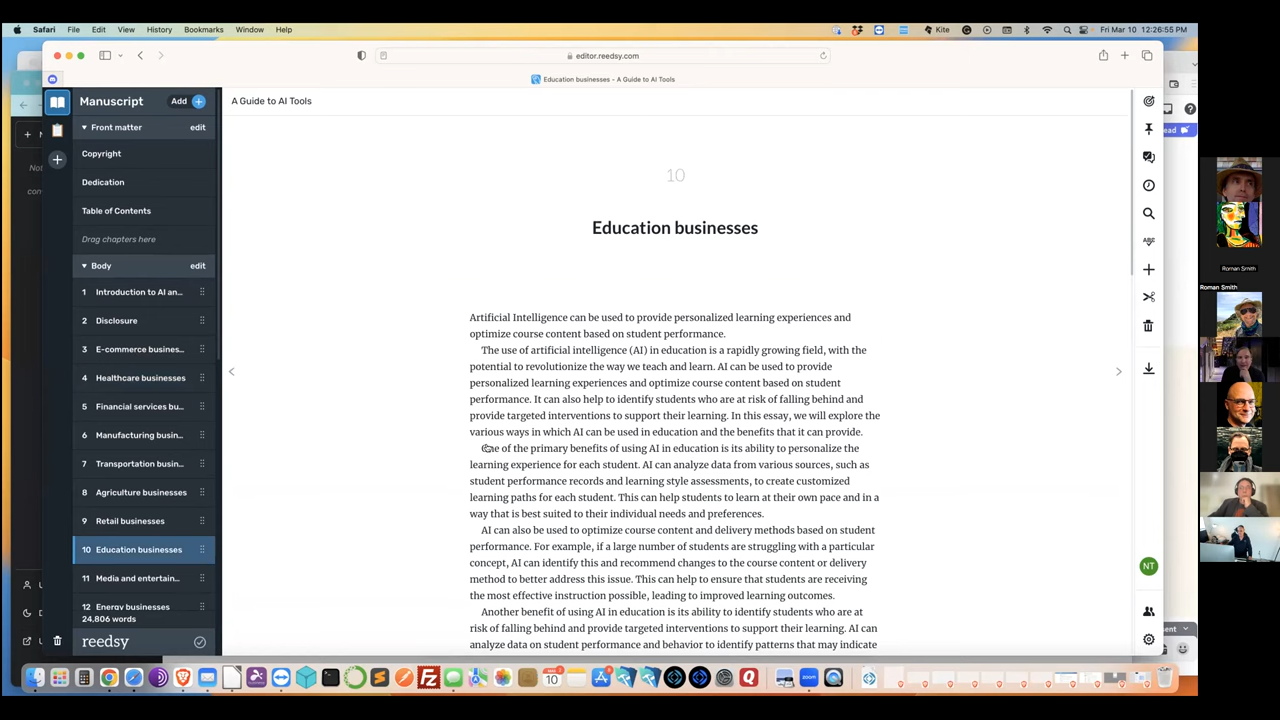 Safari File Edit View History Bookmarks Window Help
Kite
Fri Mar 10 12:26:55 PM
editor.reedsy.com
Education businesses - A Guide to AI Tools
Manuscript
Add
A Guide to AI Tools
Front matter
edit
Copyright
Dedication
Table of Contents
Drag chapters here
Body
edit
1 Introduction to AI an...
2 Disclosure
3 E-commerce busines...
4 Healthcare businesses
5 Financial services bu...
6 Manufacturing busin...
7 Transportation busin...
8 Agriculture businesses
9 Retail businesses
10 Education businesses
11 Media and entertain...
12 Energy businesses
24,806 words
reedsy
10
Education businesses
Artificial Intelligence can be used to provide personalized learning experiences and
optimize course content based on student performance.
The use of artificial intelligence (AI) in education is a rapidly growing field, with the
potential to revolutionize the way we teach and learn. AI can be used to provide
personalized learning experiences and optimize course content based on student
performance. It can also help to identify students who are at risk of falling behind and
provide targeted interventions to support their learning. In this essay, we will explore the
various ways in which AI can be used in education and the benefits that it can provide.
One of the primary benefits of using AI in education is its ability to personalize the
learning experience for each student. AI can analyze data from various sources, such as
student performance records and learning style assessments, to create customized
learning paths for each student. This can help students to learn at their own pace and in a
way that is best suited to their individual needs and preferences.
AI can also be used to optimize course content and delivery methods based on student
performance. For example, if a large number of students are struggling with a particular
concept, AI can identify this and recommend changes to the course content or delivery
method to better address this issue. This can help to ensure that students are receiving
the most effective instruction possible, leading to improved learning outcomes.
Another benefit of using AI in education is its ability to identify students who are at
risk of falling behind and provide targeted interventions to support their learning. AI can
analyze data on student performance and behavior to identify patterns that may indicate
ABC
NT
Roman Smith
Roman Smith